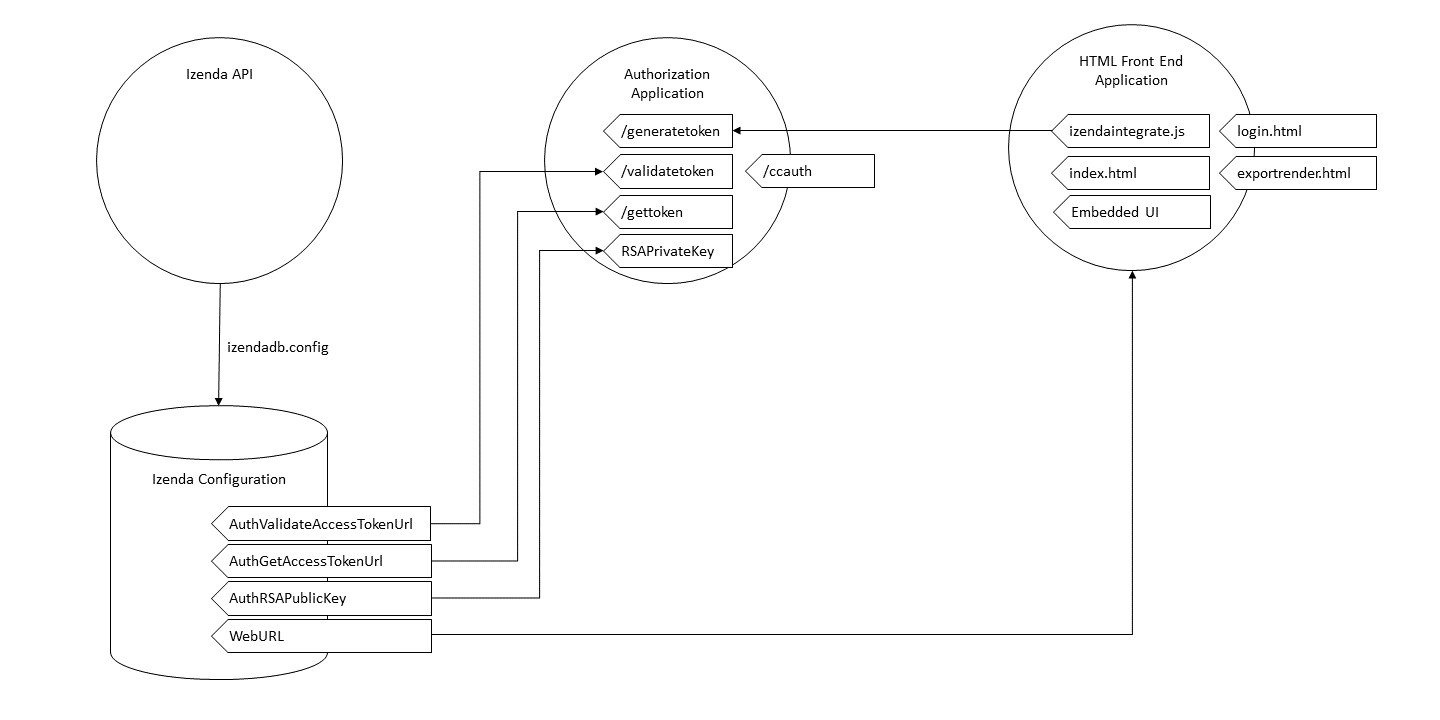 Izenda API
Authorization
Application
/generatetoken
/validatetoken
/ccauth
/gettoken
RSAPrivateKey
HTML Front End
Application
izendaintegrate.js
login.html
index.html
exportrender.html
Embedded UI
izendadb.config
Izenda Configuration
AuthValidateAccessTokenUrl
AuthGetAccessTokenUrl
AuthRSAPublicKey
WebURL